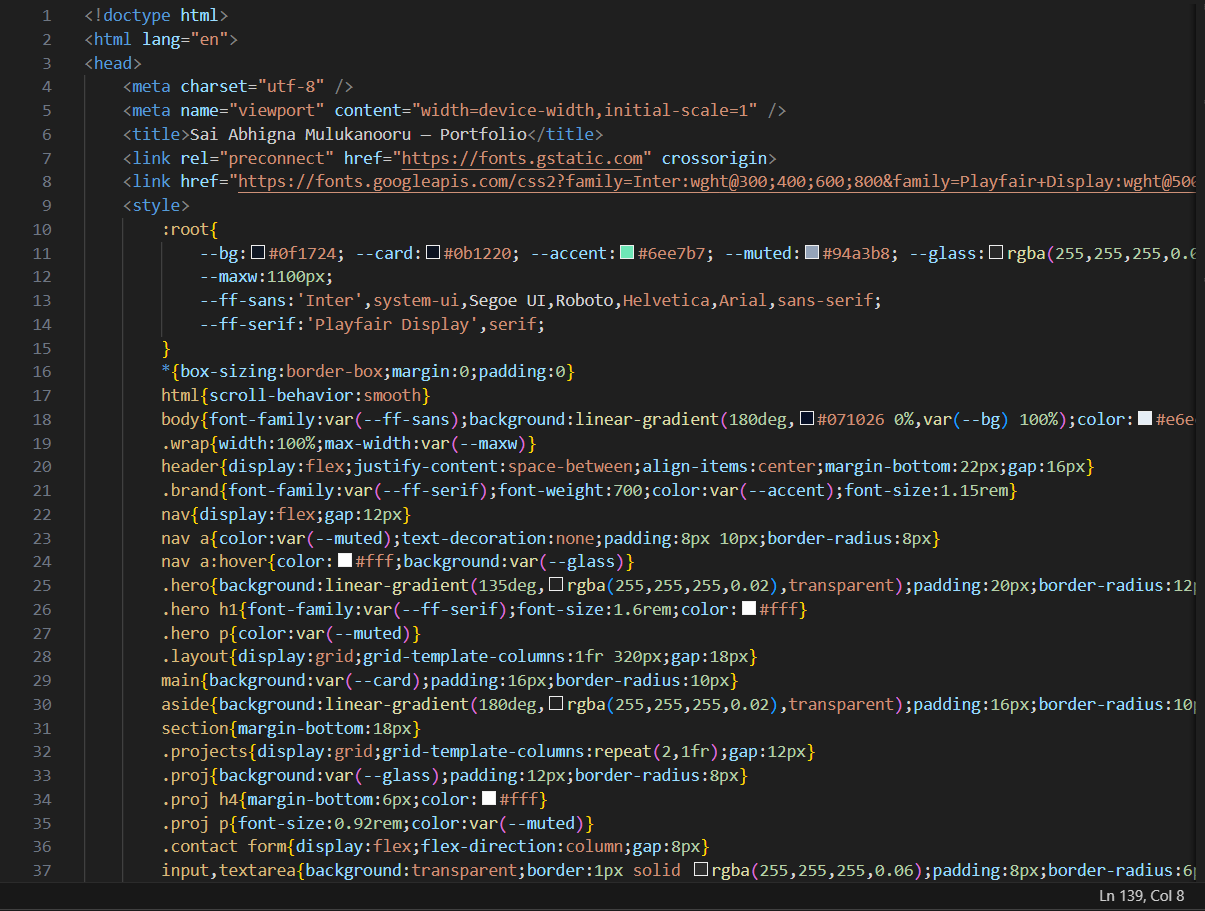 1 <!doctype html>
2 <html lang="en">
3 <head>
4 <meta charset="utf-8" />
5 <meta name="viewport" content="width=device-width,initial-scale=1" />
6 <title>Sai Abhigna Mulukanooru — Portfolio</title>
7 <link rel="preconnect" href="https://fonts.gstatic.com" crossorigin>
8 <link href="https://fonts.googleapis.com/css2?family=Inter:wght@300;400;600;800&family=Playfair+Display:wght@500
9 <style>
10 :root{
11 --bg:#0f1724; --card:#0b1220; --accent:#6ee7b7; --muted:#94a3b8; --glass:rgba(255,255,255,0.0
12 --maxw:1100px;
13 --ff-sans:'Inter',system-ui,Segoe UI,Roboto,Helvetica,Arial,sans-serif;
14 --ff-serif:'Playfair Display',serif;
15 }
16 *{box-sizing:border-box;margin:0;padding:0}
17 html{scroll-behavior:smooth}
18 body{font-family:var(--ff-sans);background:linear-gradient(180deg,#071026 0%,var(--bg) 100%);color:#e6e
19 .wrap{width:100%;max-width:var(--maxw)}
20 header{display:flex;justify-content:space-between;align-items:center;margin-bottom:22px;gap:16px}
21 .brand{font-family:var(--ff-serif);font-weight:700;color:var(--accent);font-size:1.15rem}
22 nav{display:flex;gap:12px}
23 nav a{color:var(--muted);text-decoration:none;padding:8px 10px;border-radius:8px}
24 nav a:hover{color:#fff;background:var(--glass)}
25 .hero{background:linear-gradient(135deg,rgba(255,255,255,0.02),transparent);padding:20px;border-radius:12p
26 .hero h1{font-family:var(--ff-serif);font-size:1.6rem;color:#fff}
27 .hero p{color:var(--muted)}
28 .layout{display:grid;grid-template-columns:1fr 320px;gap:18px}
29 main{background:var(--card);padding:16px;border-radius:10px}
30 aside{background:linear-gradient(180deg,rgba(255,255,255,0.02),transparent);padding:16px;border-radius:10p
31 section{margin-bottom:18px}
32 .projects{display:grid;grid-template-columns:repeat(2,1fr);gap:12px}
33 .proj{background:var(--glass);padding:12px;border-radius:8px}
34 .proj h4{margin-bottom:6px;color:#fff}
35 .proj p{font-size:0.92rem;color:var(--muted)}
36 .contact form{display:flex;flex-direction:column;gap:8px}
37 input,textarea{background:transparent;border:1px solid rgba(255,255,255,0.06);padding:8px;border-radius:6p
Ln 139, Col 8